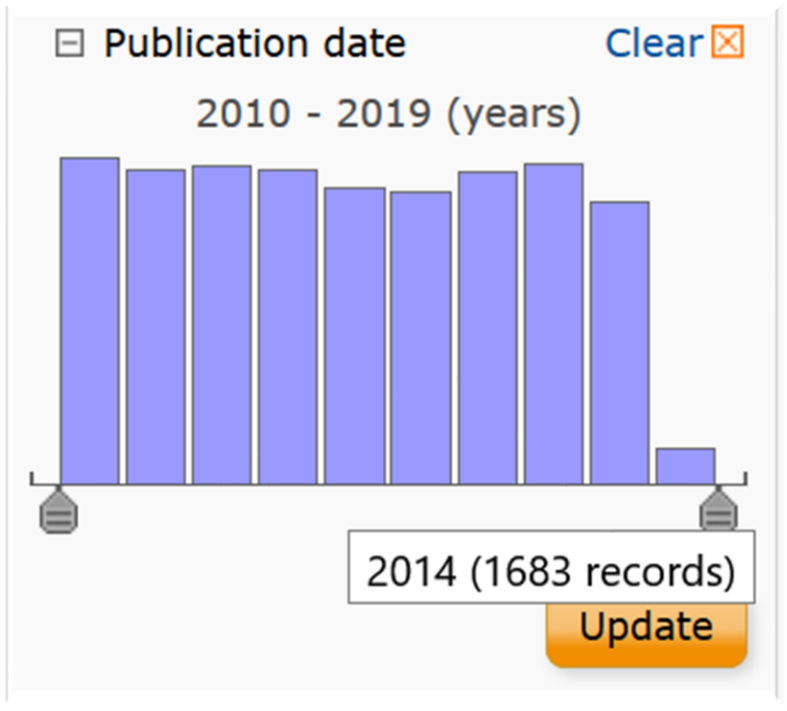 Publication date Clear
2010 - 2019 (years)
2014 (1683 records)
Update